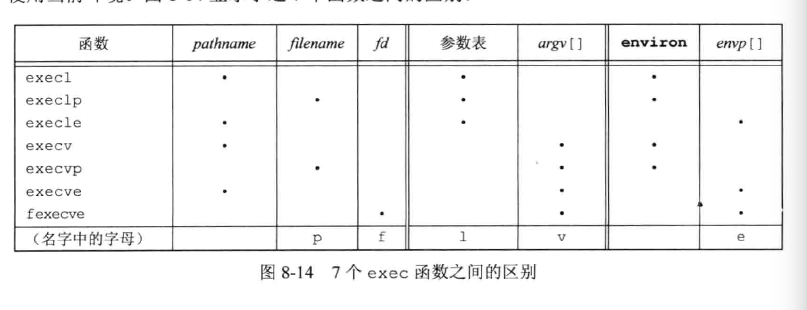 函数 pathname filename fd 参数表 argv[] environ envp[]
execl • • •
execlp • • •
execle • • •
execv • • •
execvp • • •
execve • • •
fexecve • • •
（名字中的字母） p f l v e
图 8-14 7 个 exec 函数之间的区别